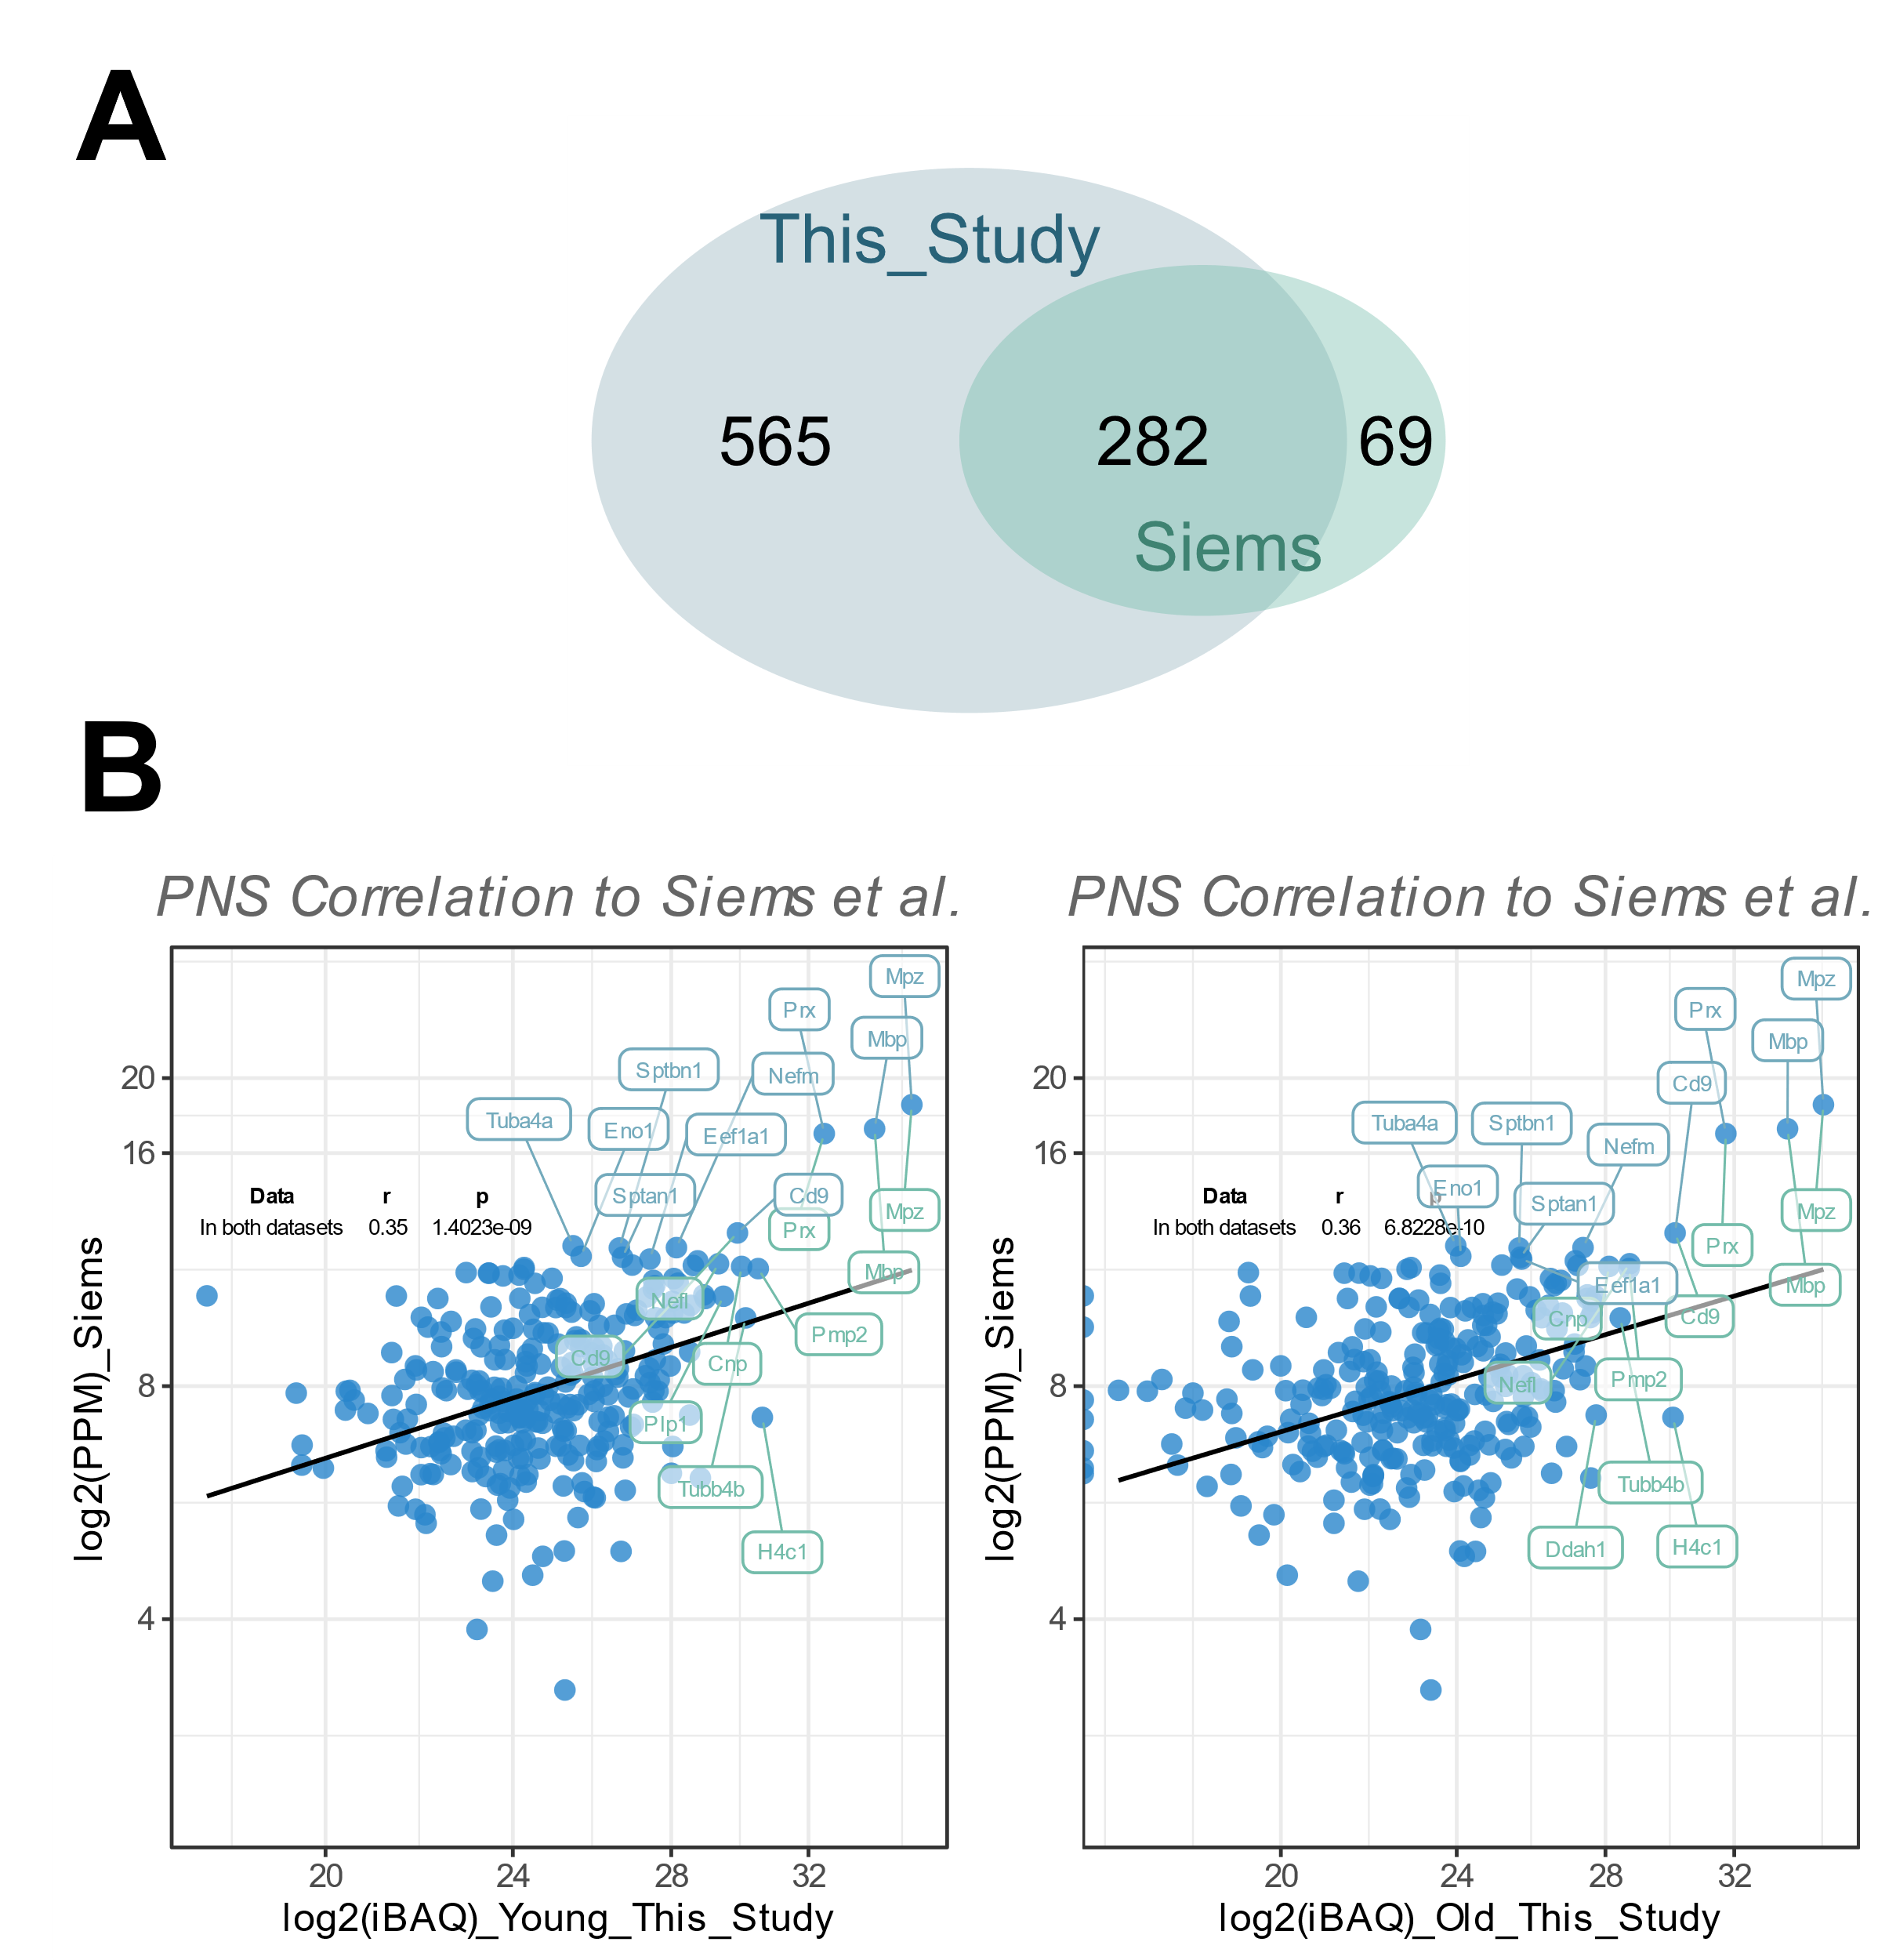 A
This_Study
565 282 69
Siems
B
PNS Correlation to Siems et al.
Mpz
Prx
Mbp
Sptbn1
Nefm
Tuba4a
Eno1
Eef1a1
Sptan1
Cd9
Data r p
In both datasets 0.35 1.4023e-09
Prx
Mpz
Mbp
Nefl
Pmp2
Cd9
Cnp
Plp1
Tubb4b
H4c1
20
16
8
4
log2(PPM)_Siems
20 24 28 32
log2(iBAQ)_Young_This_Study
PNS Correlation to Siems et al.
Mpz
Prx
Mbp
Cd9
Tuba4a
Sptbn1
Nefm
Eno1
Sptan1
Data r p
In both datasets 0.36 6.8228e-10
Mpz
Prx
Eef1a1
Mbp
Cnp
Cd9
Nefl
Pmp2
Tubb4b
Ddah1
H4c1
20
16
8
4
log2(PPM)_Siems
20 24 28 32
log2(iBAQ)_Old_This_Study